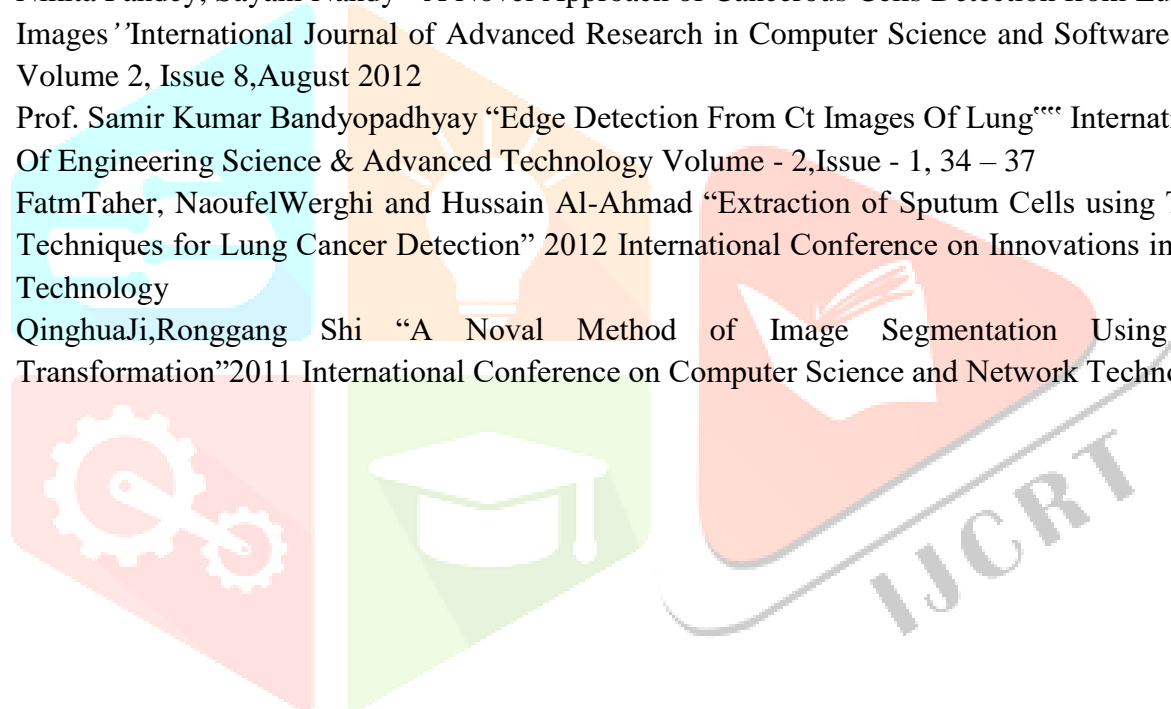 Images ’’International Journal of Advanced Research in Computer Science and Software
Volume 2, Issue 8,August 2012
Prof. Samir Kumar Bandyopadhyay “Edge Detection From Ct Images Of Lung““ Internat
Of Engineering Science & Advanced Technology Volume - 2,Issue - 1, 34 – 37
FatmTaher, NaoufelWerghi and Hussain Al-Ahmad “Extraction of Sputum Cells using
Techniques for Lung Cancer Detection” 2012 International Conference on Innovations in
Technology
QinghuaJi,Ronggang Shi “A Noval Method of Image Segmentation Using
Transformation”2011 International Conference on Computer Science and Network Techno
IJCRT